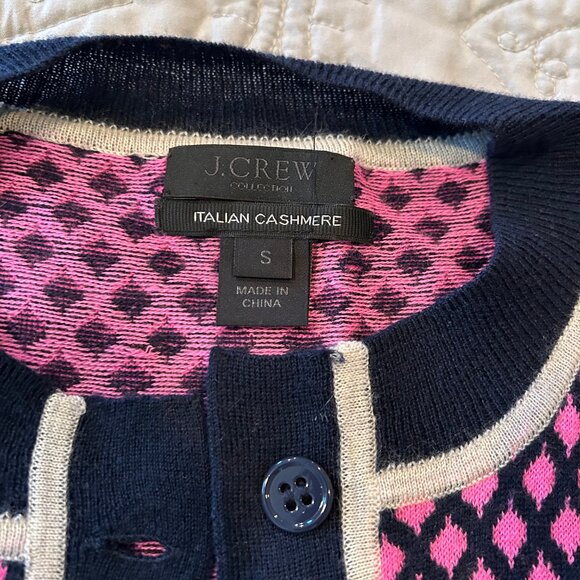 J.CREW
COLLECTION
ITALIAN CASHMERE
S
MADE IN
CHINA